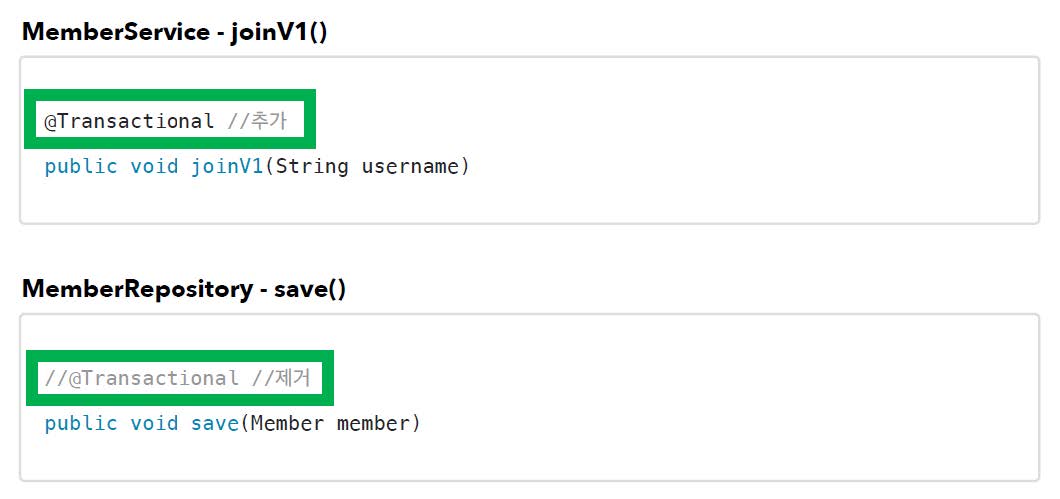 MemberService - joinV1()
@Transactional //추가
public void joinV1(String username)
MemberRepository - save()
//@Transactional //제거
public void save(Member member)